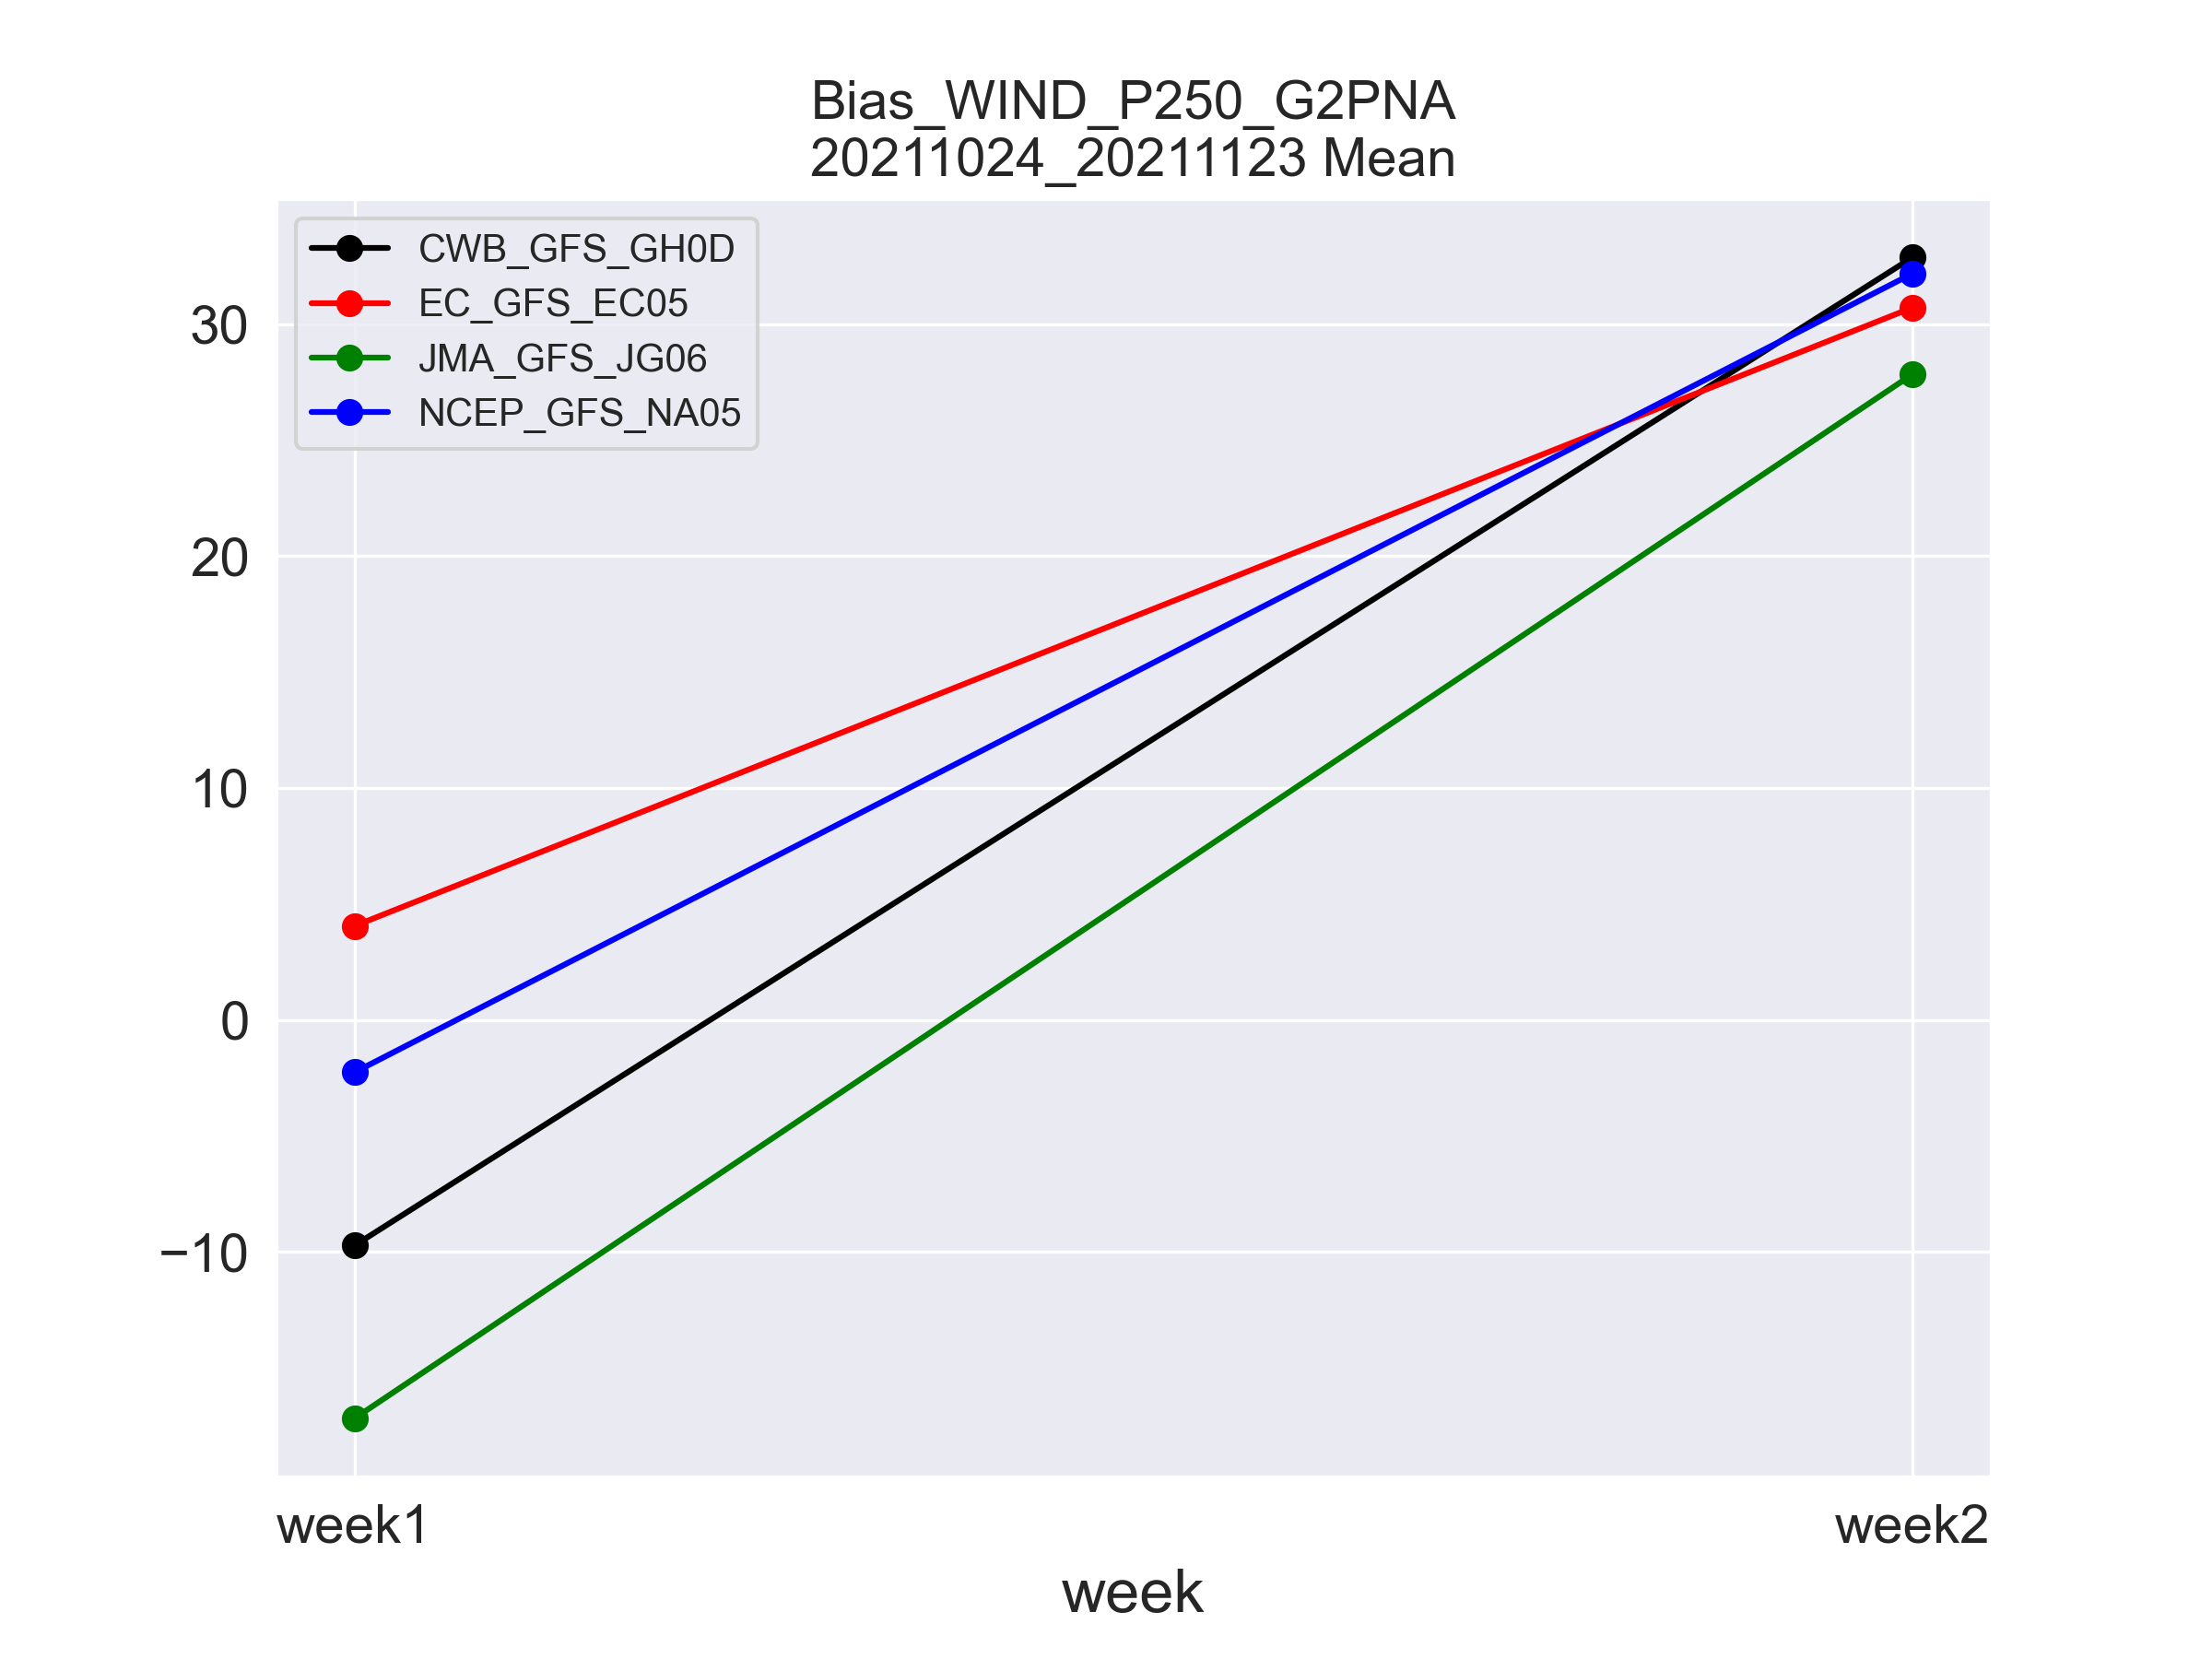 Bias_WIND_P250_G2PNA
20211024_20211123 Mean
CWB_GFS_GH0D
EC_GFS_EC05
JMA_GFS_JG06
NCEP_GFS_NA05
30
20
10
0
−10
week1
week2
week